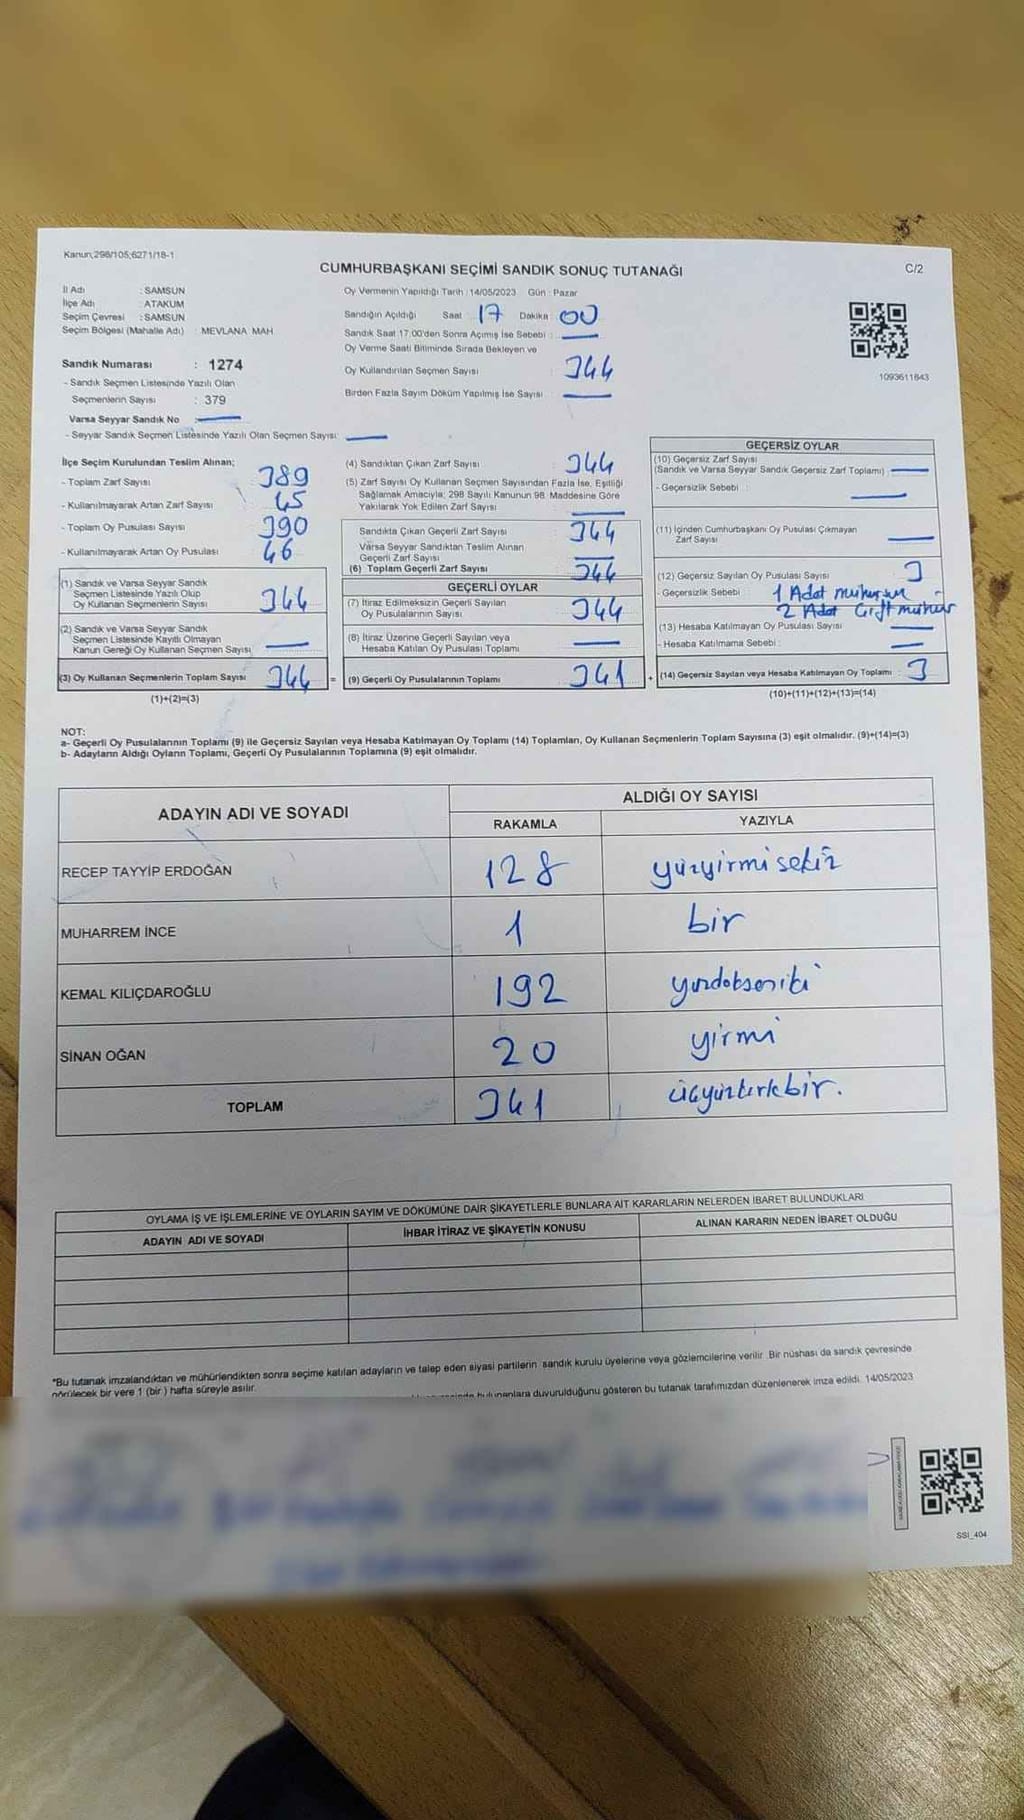 Kanun;298/105;6271/18-1
C/2
CUMHURBAŞKANI SEÇİMİ SANDIK SONUÇ TUTANAĞI
İl Adı : SAMSUN
İlçe Adı : ATAKUM
Seçim Çevresi : SAMSUN
Seçim Bölgesi (Mahalle Adı) : MEVLANA MAH
Sandık Numarası : 1274
- Sandık Seçmen Listesinde Yazılı Olan
Seçmenlerin Sayısı : 379
Varsa Seyyar Sandık No :
- Seyyar Sandık Seçmen Listesinde Yazılı Olan Seçmen Sayısı :
Oy Vermenin Yapıldığı Tarih : 14/05/2023 Gün : Pazar
Sandığın Açıldığı Saat 17 Dakika 00
Sandık Saat 17.00'den Sonra Açımış İse Sebebi :
Oy Verme Saati Bitiminde Sırada Bekleyen ve
Oy Kullandırılan Seçmen Sayısı : 344
Birden Fazla Sayım Döküm Yapılmış İse Sayısı :
1093611643
İlçe Seçim Kurulundan Teslim Alınan;
- Toplam Zarf Sayısı : 389
- Kullanılmayarak Artan Zarf Sayısı : 45
- Toplam Oy Pusulası Sayısı : 390
- Kullanılmayarak Artan Oy Pusulası : 46
(1) Sandık ve Varsa Seyyar Sandık
Seçmen Listesinde Yazılı Olup
Oy Kullanan Seçmenlerin Sayısı : 344
(2) Sandık ve Varsa Seyyar Sandık
Seçmen Listesinde Kayıtlı Olmayan
Kanun Gereği Oy Kullanan Seçmen Sayısı
(3) Oy Kullanan Seçmenlerin Toplam Sayısı : 344 =
(1)+(2)=(3)
(4) Sandıktan Çıkan Zarf Sayısı : 344
(5) Zarf Sayısı Oy Kullanan Seçmen Sayısından Fazla İse, Eşitliği
Sağlamak Amacıyla; 298 Sayılı Kanunun 98. Maddesine Göre
Yakılarak Yok Edilen Zarf Sayısı
Sandıkta Çıkan Geçerli Zarf Sayısı : 344
Varsa Seyyar Sandıktan Teslim Alınan
Geçerli Zarf Sayısı
(6) Toplam Geçerli Zarf Sayısı : 344
GEÇERLİ OYLAR
(7) İtiraz Edilmeksizin Geçerli Sayılan
Oy Pusulalarının Sayısı : 344
(8) İtiraz Üzerine Geçerli Sayılan veya
Hesaba Katılan Oy Pusulası Toplamı
(9) Geçerli Oy Pusulalarının Toplamı : 341 +
GEÇERSİZ OYLAR
(10) Geçersiz Zarf Sayısı
(Sandık ve Varsa Seyyar Sandık Geçersiz Zarf Toplamı) :
- Geçersizlik Sebebi :
(11) İçinden Cumhurbaşkanı Oy Pusulası Çıkmayan
Zarf Sayısı
(12) Geçersiz Sayılan Oy Pusulası Sayısı : 3
- Geçersizlik Sebebi : 1 Adet mühürsüz
2 Adet Çift mühür
(13) Hesaba Katılmayan Oy Pusulası Sayısı :
- Hesaba Katılmama Sebebi :
(14) Geçersiz Sayılan veya Hesaba Katılmayan Oy Toplamı : 3
(10)+(11)+(12)+(13)=(14)
NOT:
a- Geçerli Oy Pusulalarının Toplamı (9) ile Geçersiz Sayılan veya Hesaba Katılmayan Oy Toplamı (14) Toplamları, Oy Kullanan Seçmenlerin Toplam Sayısına (3) eşit olmalıdır. (9)+(14)=(3)
b- Adayların Aldığı Oyların Toplamı, Geçerli Oy Pusulalarının Toplamına (9) eşit olmalıdır.
ADAYIN ADI VE SOYADI
ALDIĞI OY SAYISI
RAKAMLA YAZIYLA
RECEP TAYYİP ERDOĞAN 128 yüzyirmisekiz
MUHARREM İNCE 1 bir
KEMAL KILIÇDAROĞLU 192 yüzdoksaniki
SİNAN OĞAN 20 yirmi
TOPLAM 341 üçyüzkırkbir.
OYLAMA İŞ VE İŞLEMLERİNE VE OYLARIN SAYIM VE DÖKÜMÜNE DAİR ŞİKAYETLERLE BUNLARA AİT KARARLARIN NELERDEN İBARET BULUNDUKLARI
ADAYIN ADI VE SOYADI İHBAR İTİRAZ VE ŞİKAYETİN KONUSU ALINAN KARARIN NEDEN İBARET OLDUĞU
*Bu tutanak imzalandıktan ve mühürlendikten sonra seçime katılan adayların ve talep eden siyasi partilerin sandık kurulu üyelerine veya gözlemcilerine verilir. Bir nüshası da sandık çevresinde
görülecek bir yere 1 (bir) hafta süreyle asılır.
bulunanlara duyurulduğunu gösteren bu tutanak tarafımızdan düzenlenerek imza edildi. 14/05/2023
SSI_404